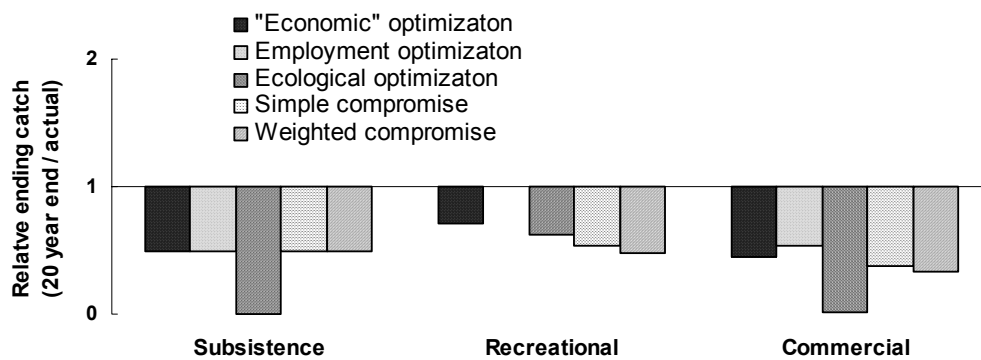 "Economic" optimizaton
Employment optimizaton
Ecological optimizaton
Simple compromise
Weighted compromise
Relatve ending catch
(20 year end / actual)
2
1
0
Subsistence
Recreational
Commercial